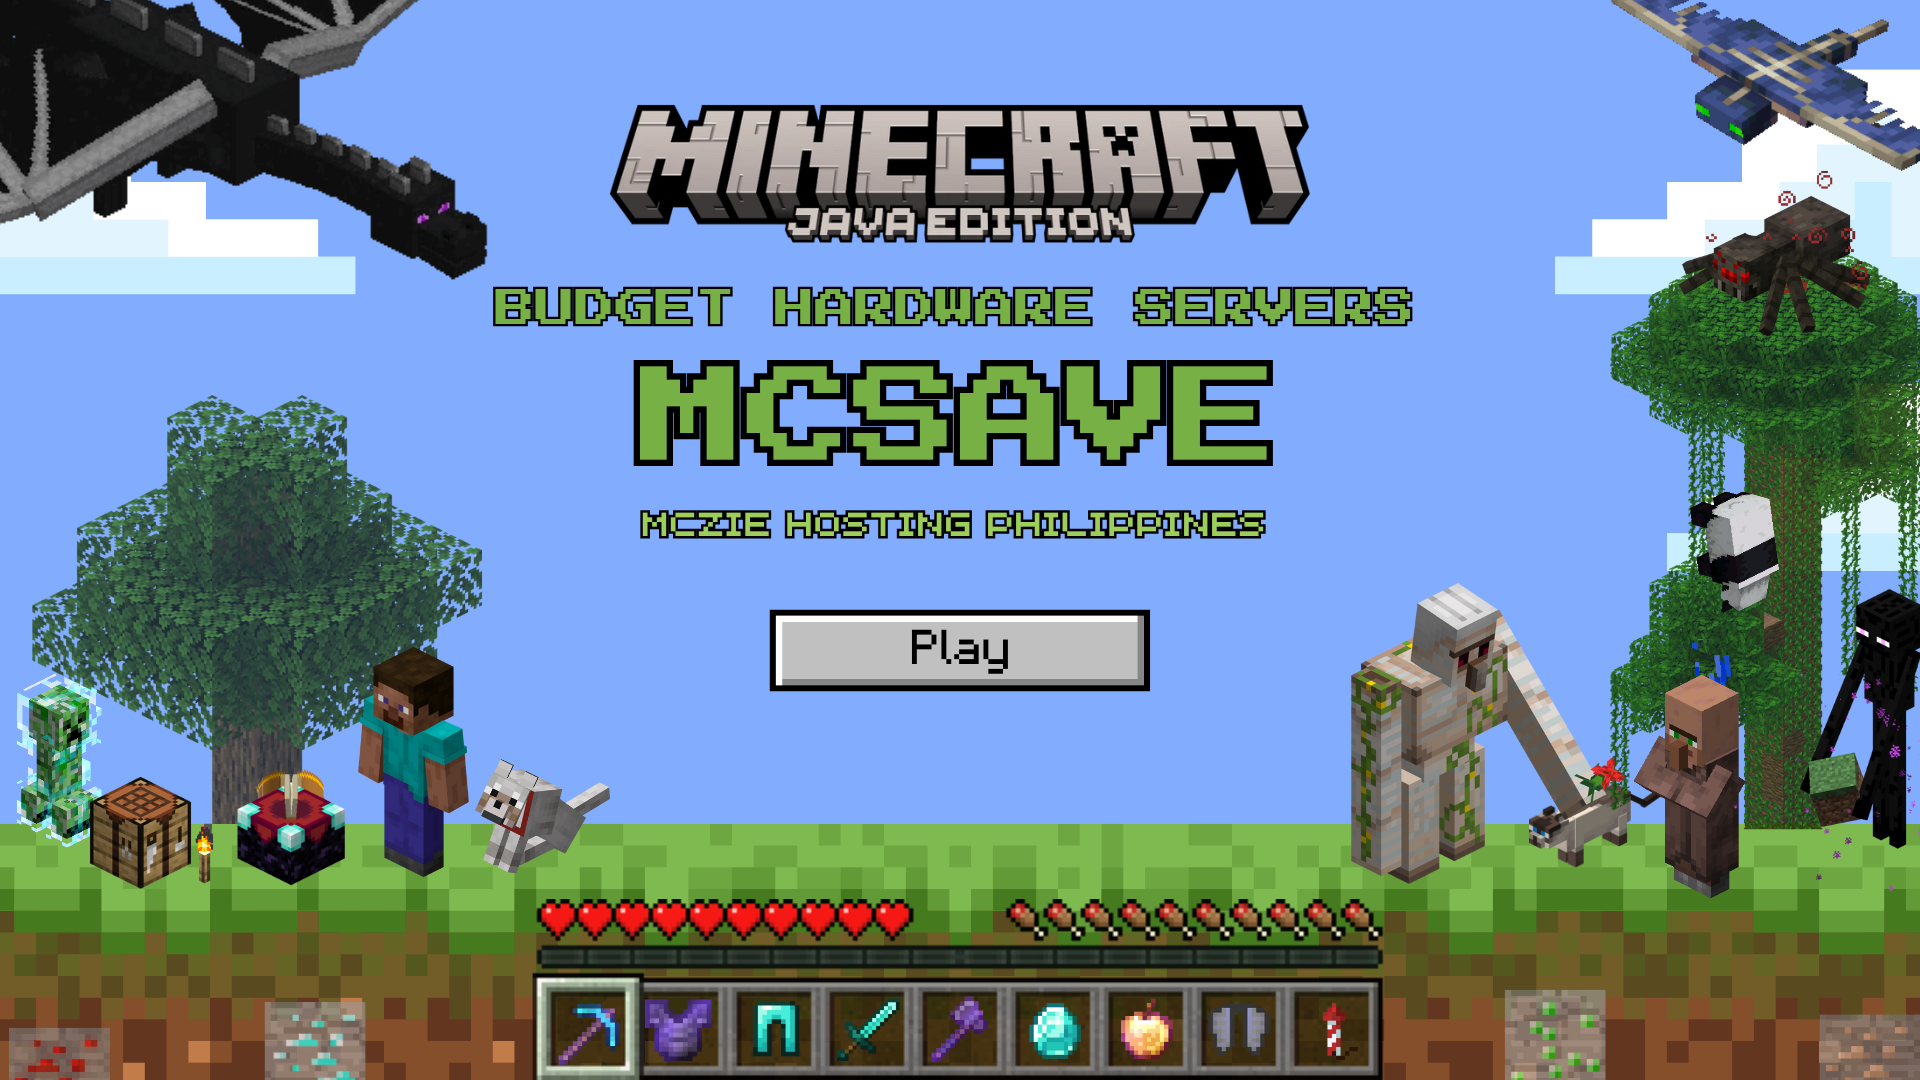 MINECRAFT
JAVA EDITION
BUDGET HARDWARE SERVERS
MCSAVE
MCZIE HOSTING PHILIPPINES
Play